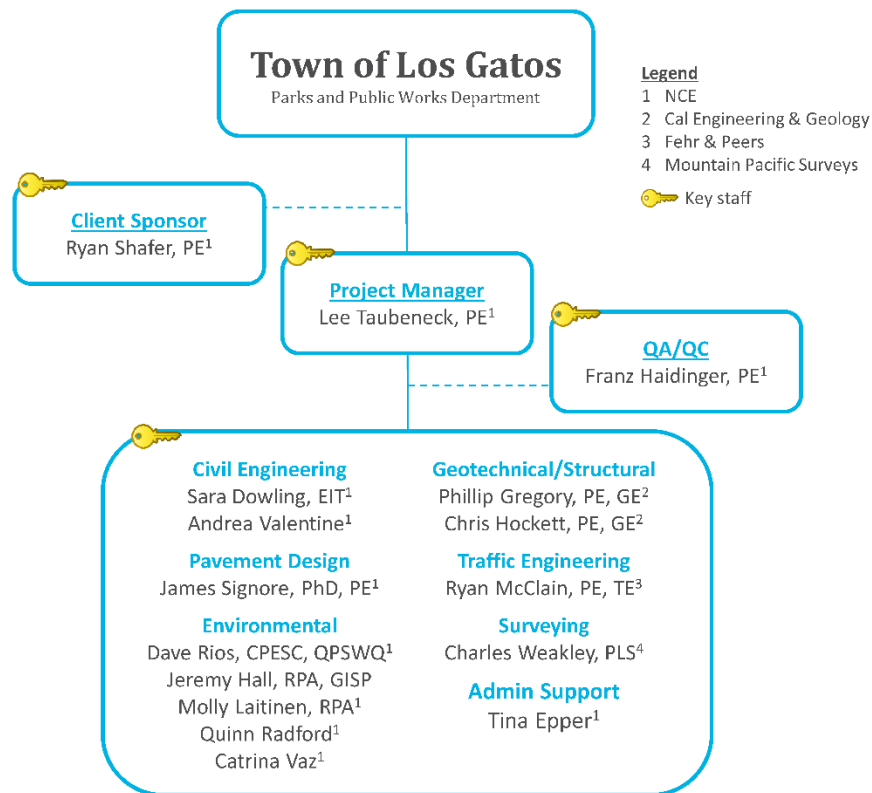 Town of Los Gatos
Parks and Public Works Department
Legend
1 NCE
2 Cal Engineering & Geology
3 Fehr & Peers
4 Mountain Pacific Surveys
Key staff
Client Sponsor
Ryan Shafer, PE¹
Project Manager
Lee Taubeneck, PE¹
QA/QC
Franz Haidinger, PE¹
Civil Engineering
Sara Dowling, EIT¹
Andrea Valentine¹
Pavement Design
James Signore, PhD, PE¹
Environmental
Dave Rios, CPESC, QPSWQ¹
Jeremy Hall, RPA, GISP
Molly Laitinen, RPA¹
Quinn Radford¹
Catrina Vaz¹
Geotechnical/Structural
Phillip Gregory, PE, GE²
Chris Hockett, PE, GE²
Traffic Engineering
Ryan McClain, PE, TE³
Surveying
Charles Weakley, PLS⁴
Admin Support
Tina Epper¹